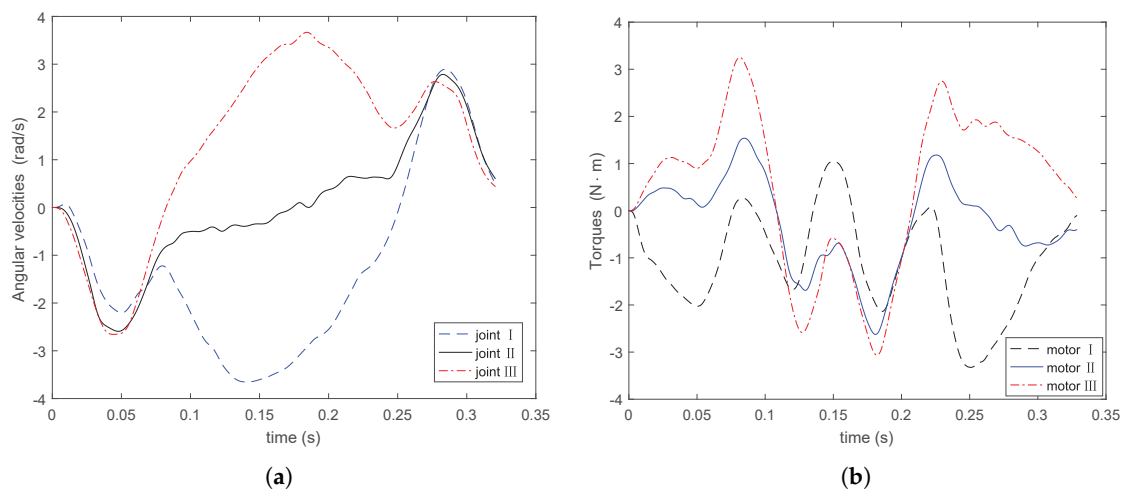 4
3
2
1
0
-1
-2
-3
-4
Angular velocities (rad/s)
0
0.05
0.1
0.15
0.2
0.25
0.3
0.35
time (s)
joint Ⅰ
joint Ⅱ
joint Ⅲ
(a)
4
3
2
1
0
-1
-2
-3
-4
Torques (N · m)
0
0.05
0.1
0.15
0.2
0.25
0.3
0.35
time (s)
motor Ⅰ
motor Ⅱ
motor Ⅲ
(b)